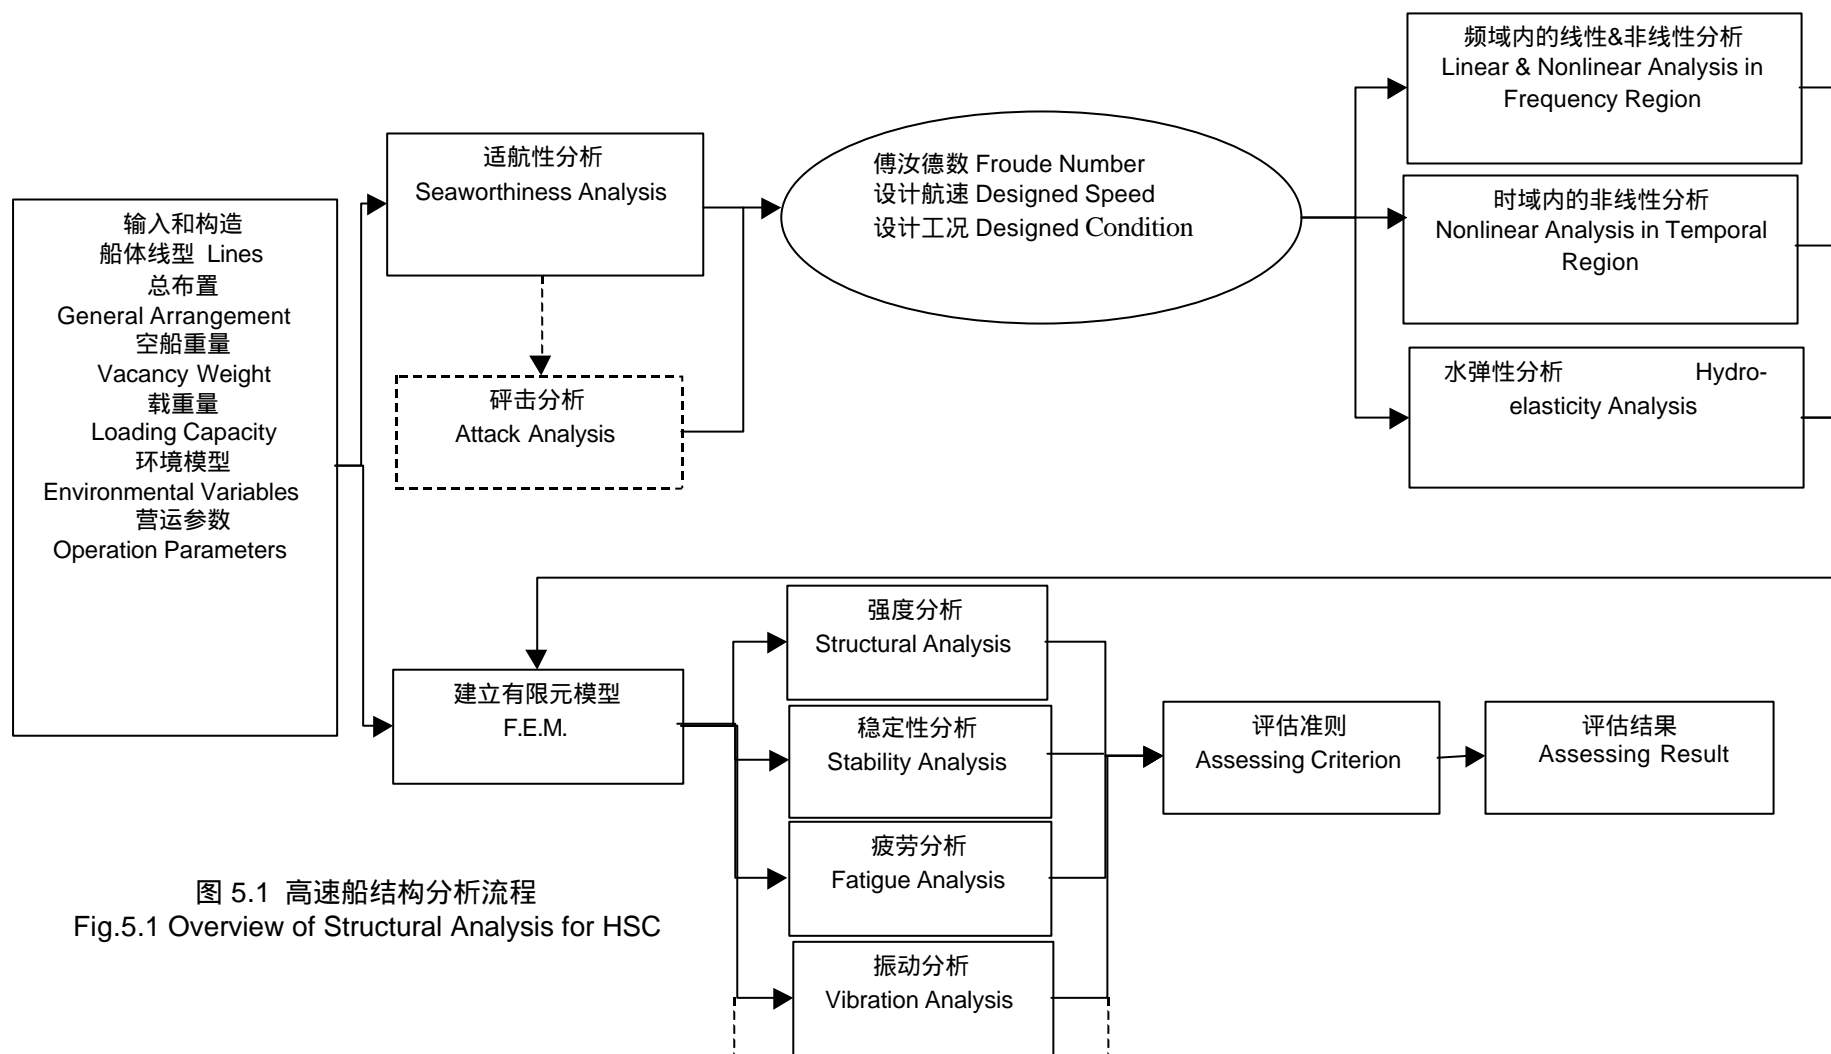 输入和构造
船体线型 Lines
总布置
General Arrangement
空船重量
Vacancy Weight
载重量
Loading Capacity
环境模型
Environmental Variables
营运参数
Operation Parameters
适航性分析
Seaworthiness Analysis
砰击分析
Attack Analysis
傅汝德数 Froude Number
设计航速 Designed Speed
设计工况 Designed Condition
频域内的线性&非线性分析
Linear & Nonlinear Analysis in
Frequency Region
时域内的非线性分析
Nonlinear Analysis in Temporal
Region
水弹性分析 Hydro-
elasticity Analysis
建立有限元模型
F.E.M.
强度分析
Structural Analysis
稳定性分析
Stability Analysis
疲劳分析
Fatigue Analysis
振动分析
Vibration Analysis
评估准则
Assessing Criterion
评估结果
Assessing Result
图 5.1 高速船结构分析流程
Fig.5.1 Overview of Structural Analysis for HSC